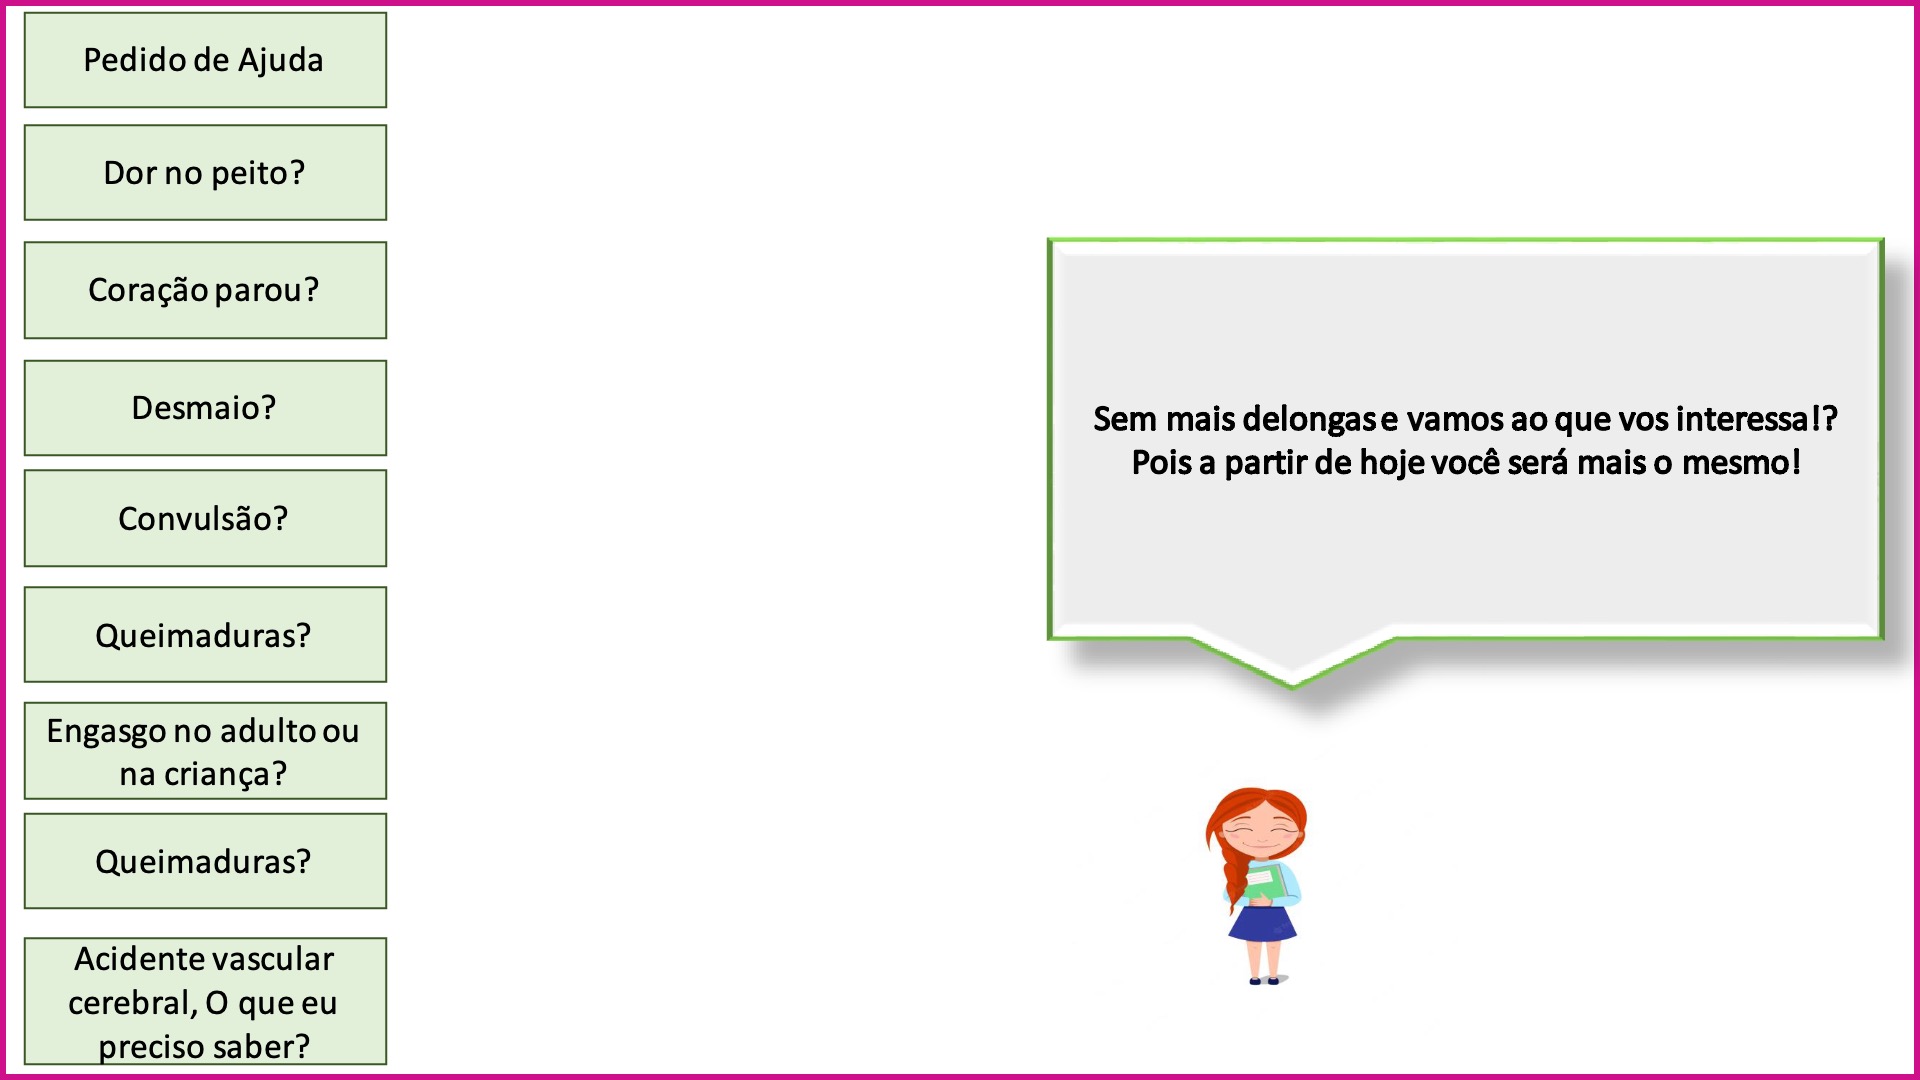 Pedido de Ajuda
Dor no peito?
Coração parou?
Desmaio?
Convulsão?
Queimaduras?
Engasgo no adulto ou
na criança?
Queimaduras?
Acidente vascular
cerebral, O que eu
preciso saber?
Sem mais delongas e vamos ao que vos interessa!?
Pois a partir de hoje você será mais o mesmo!